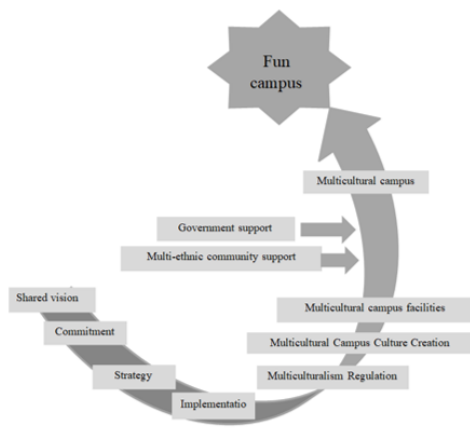 Fun
campus
Multicultural campus
Government support
Multi-ethnic community support
Shared vision
Multicultural campus facilities
Commitment
Multicultural Campus Culture Creation
Strategy
Multiculturalism Regulation
Implementatio